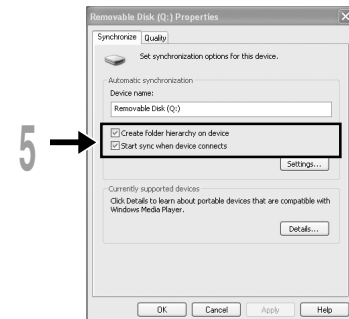 Removable Disk (Q:) Properties
Synchronize Quality
Set synchronization options for this device.
Automatic synchronization
Device name:
Removable Disk (Q:)
5
Create folder hierarchy on device
Start sync when device connects
Settings...
Currently supported devices
Click Details to learn about portable devices that are compatible with
Windows Media Player.
Details...
OK Cancel Apply Help